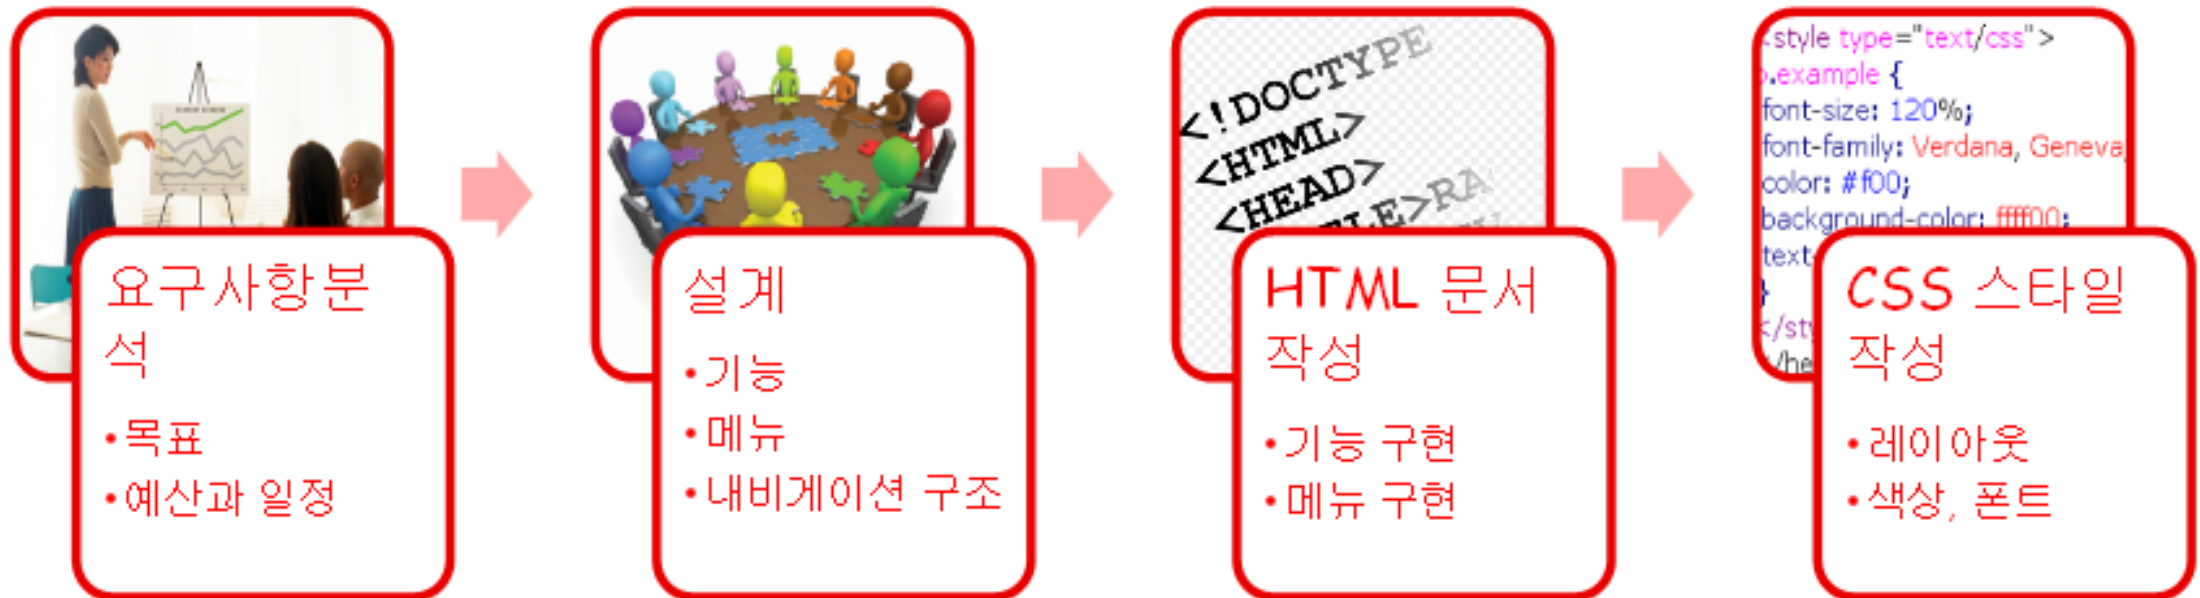 요구사항분
석
•목표
•예산과 일정
설계
•기능
•메뉴
•내비게이션 구조
<!DOCTYPE
<HTML>
<HEAD>
HTML 문서
작성
•기능 구현
•메뉴 구현
<style type="text/css">
.example {
font-size: 120%;
font-family: Verdana, Geneva,
color: #f00;
background-color: ffff00;
text-
}
CSS 스타일
작성
•레이아웃
•색상, 폰트